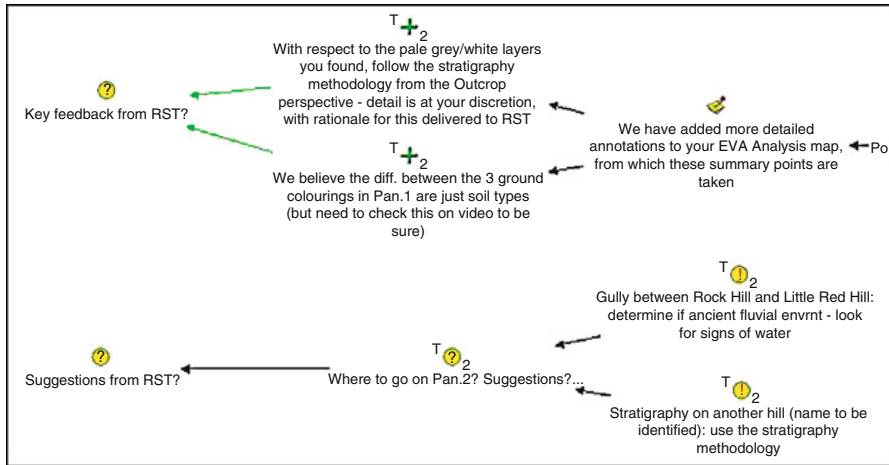 T 2
With respect to the pale grey/white layers
you found, follow the stratigraphy
methodology from the Outcrop
perspective - detail is at your discretion,
with rationale for this delivered to RST
?
Key feedback from RST?
We have added more detailed
annotations to your EVA Analysis map,
from which these summary points are
taken
Po
T 2
We believe the diff. between the 3 ground
colourings in Pan.1 are just soil types
(but need to check this on video to be
sure)
T ! 2
Gully between Rock Hill and Little Red Hill:
determine if ancient fluvial envrnt - look
for signs of water
?
Suggestions from RST?
T ? 2
Where to go on Pan.2? Suggestions?...
T ! 2
Stratigraphy on another hill (name to be
identified): use the stratigraphy
methodology